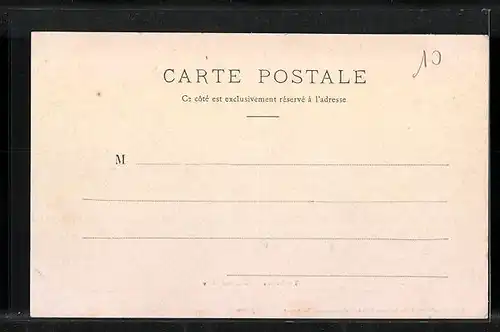 10
CARTE POSTALE
Ce côté est exclusivement réservé à l'adresse
M